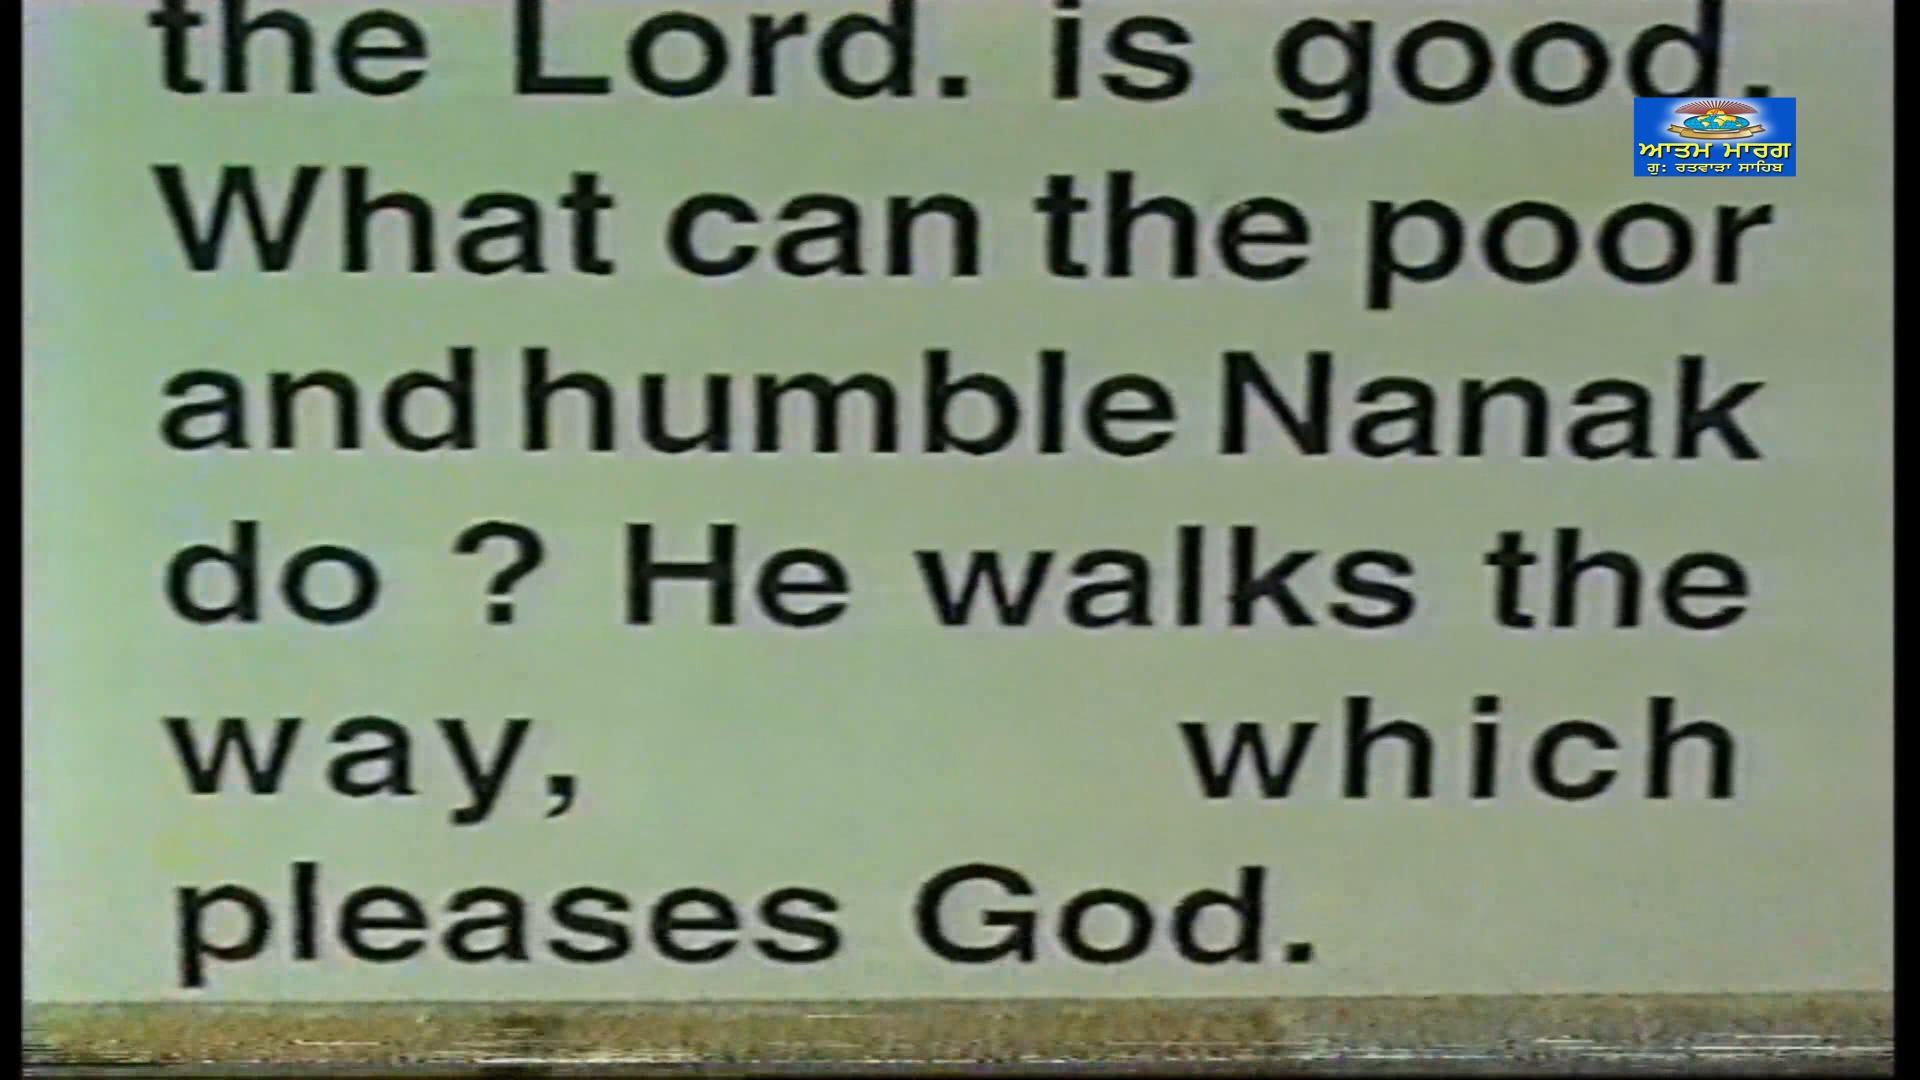 the Lord. is good.
ਆਤਮ ਮਾਰਗ
ਗੁ: ਰਤਵਾੜਾ ਸਾਹਿਬ
What can the poor
and humble Nanak
do ? He walks the
way, which
pleases God.